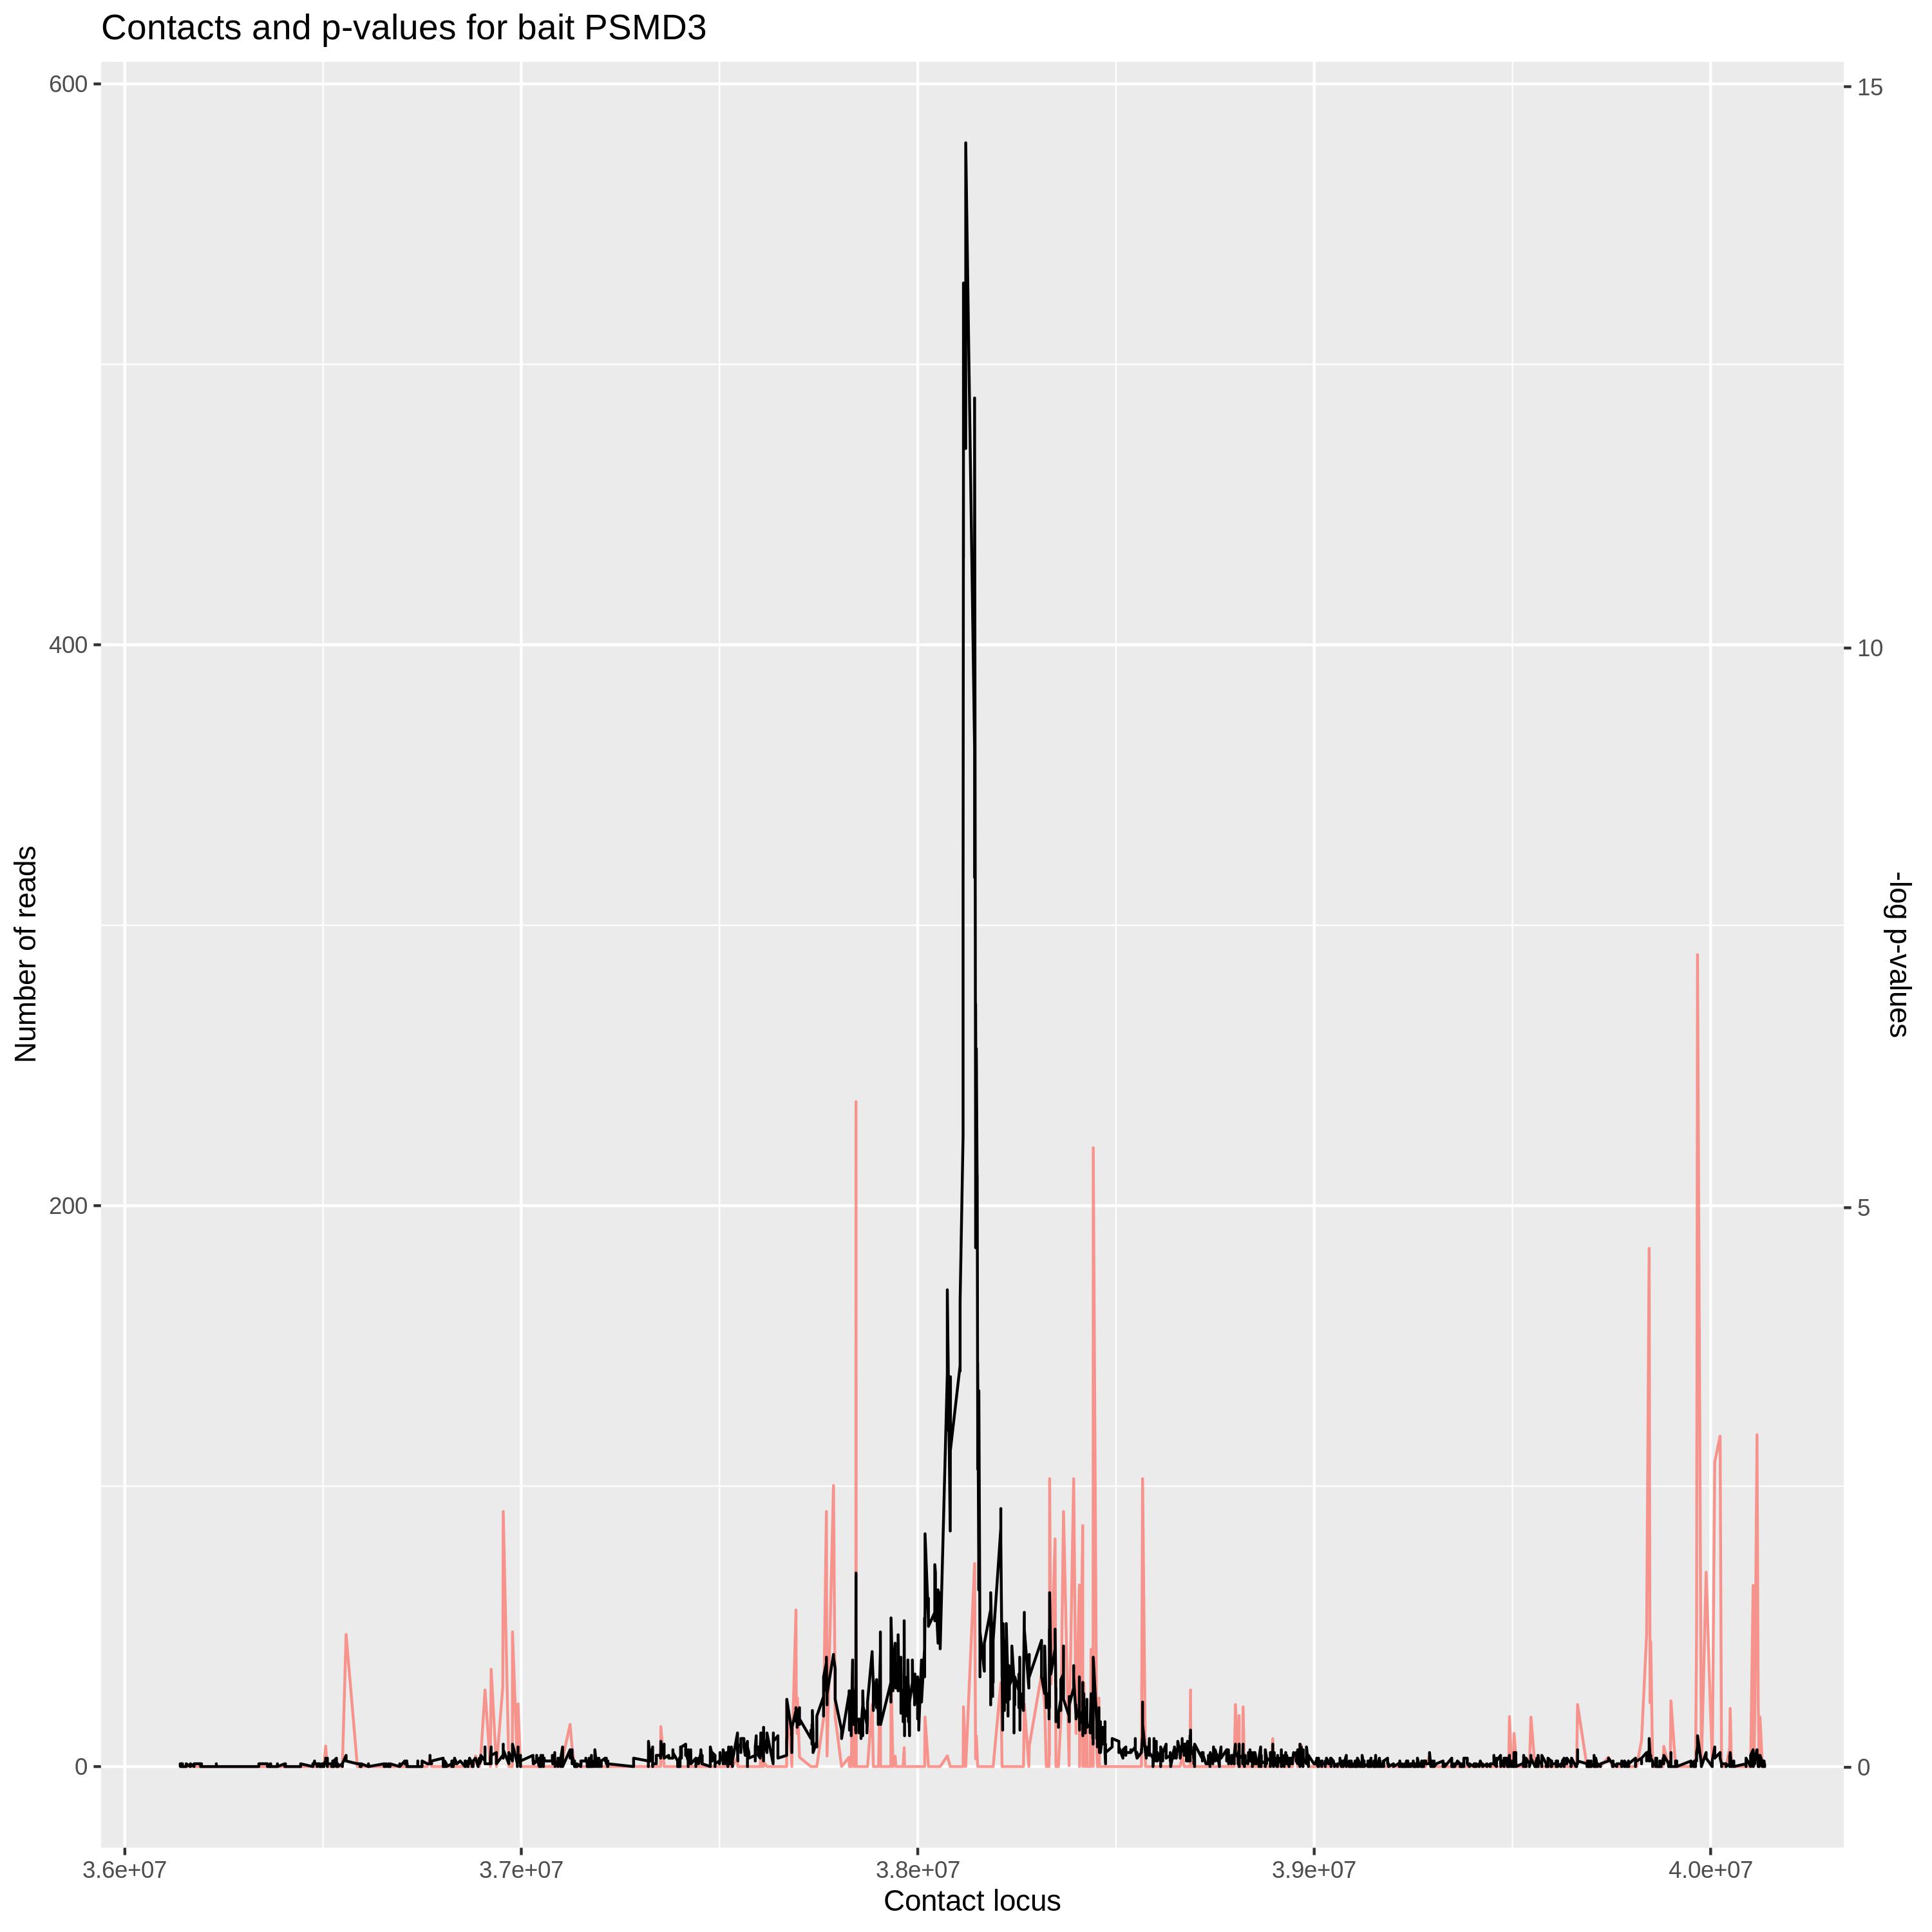 Contacts and p-values for bait PSMD3
600
400
200
0
Number of reads
15
10
5
0
-log p-values
3.6e+07
3.7e+07
3.8e+07
3.9e+07
4.0e+07
Contact locus